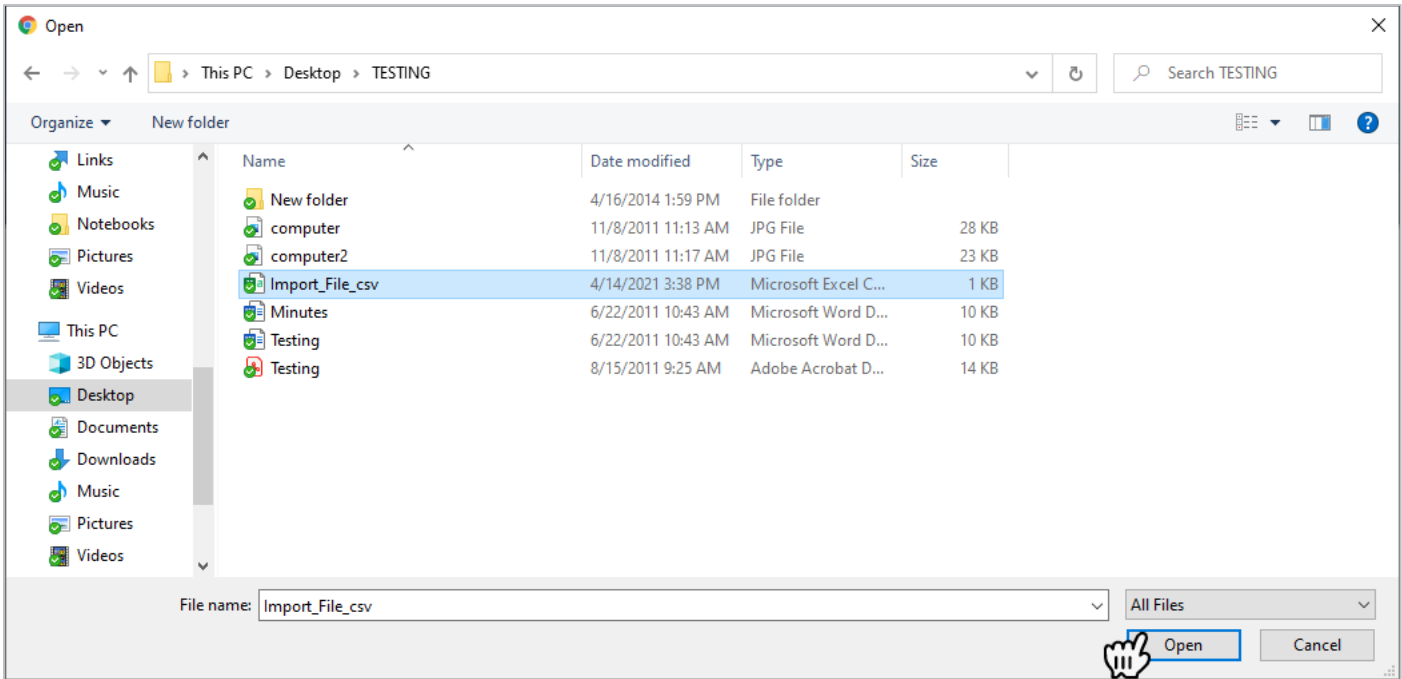 Open
This PC > Desktop > TESTING
Search TESTING
Organize
New folder
Links
Music
Notebooks
Pictures
Videos
This PC
3D Objects
Desktop
Documents
Downloads
Music
Pictures
Videos
Name Date modified Type Size
New folder 4/16/2014 1:59 PM File folder
computer 11/8/2011 11:13 AM JPG File 28 KB
computer2 11/8/2011 11:17 AM JPG File 23 KB
Import_File_csv 4/14/2021 3:38 PM Microsoft Excel C... 1 KB
Minutes 6/22/2011 10:43 AM Microsoft Word D... 10 KB
Testing 6/22/2011 10:43 AM Microsoft Word D... 10 KB
Testing 8/15/2011 9:25 AM Adobe Acrobat D... 14 KB
File name: Import_File_csv
All Files
Open Cancel